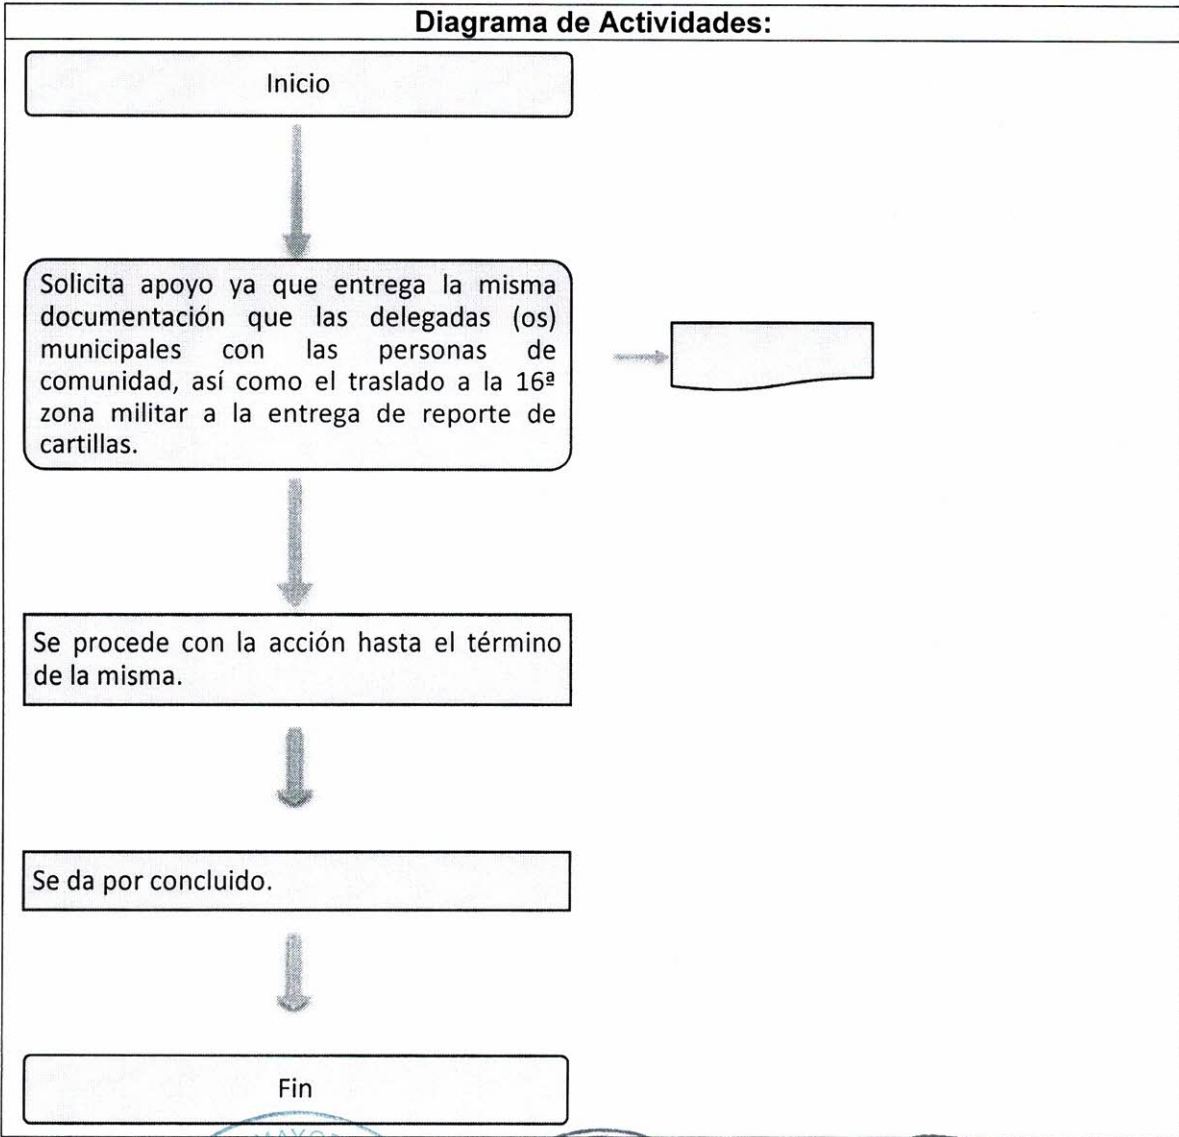 Diagrama de Actividades:
Inicio
Solicita apoyo ya que entrega la misma
documentación que las delegadas (os)
municipales con las personas de
comunidad, así como el traslado a la 16ª
zona militar a la entrega de reporte de
cartillas.
Se procede con la acción hasta el término
de la misma.
Se da por concluido.
Fin